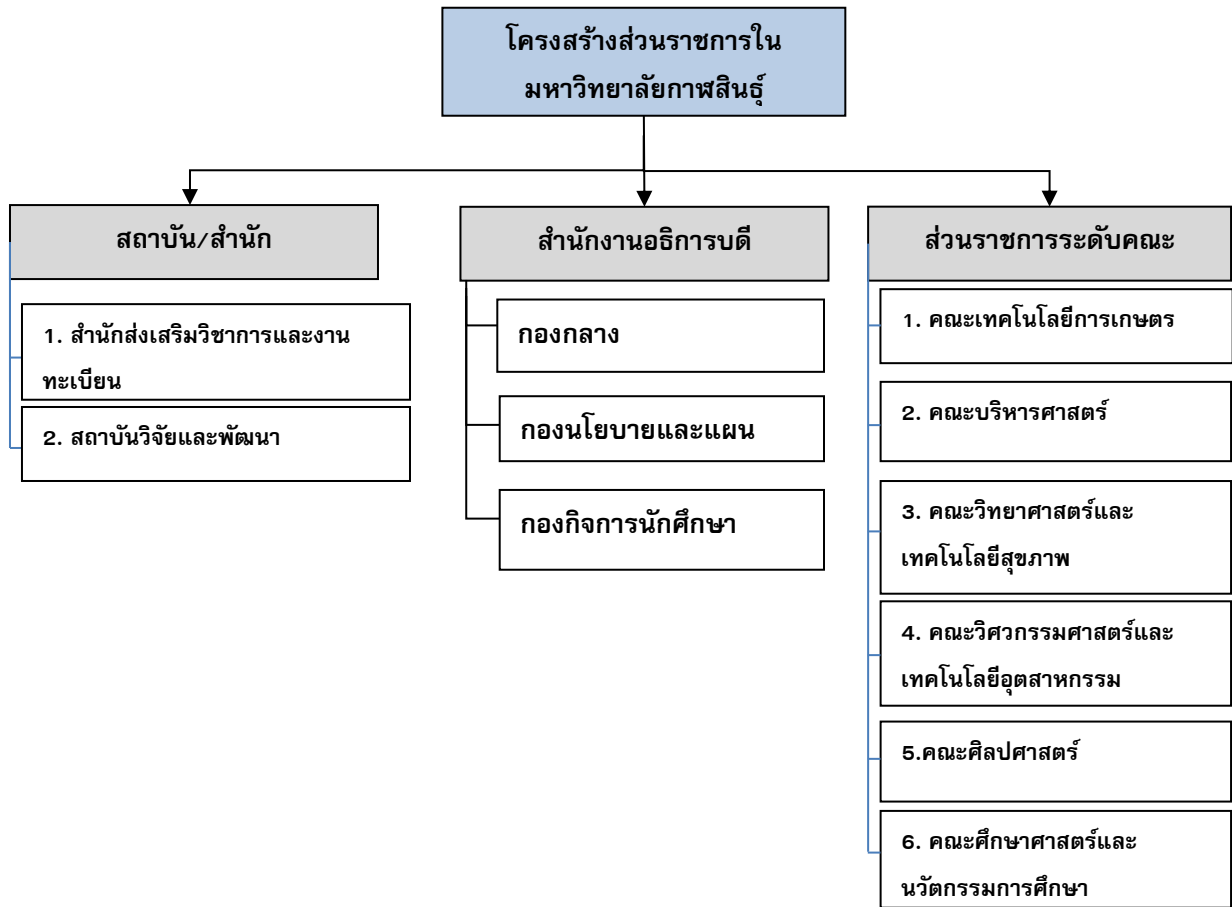 โครงสร้างส่วนราชการใน
มหาวิทยาลัยกาฬสินธุ์
สถาบัน/สำนัก
1. สำนักส่งเสริมวิชาการและงาน
ทะเบียน
2. สถาบันวิจัยและพัฒนา
สำนักงานอธิการบดี
กองกลาง
กองนโยบายและแผน
กองกิจการนักศึกษา
ส่วนราชการระดับคณะ
1. คณะเทคโนโลยีการเกษตร
2. คณะบริหารศาสตร์
3. คณะวิทยาศาสตร์และ
เทคโนโลยีสุขภาพ
4. คณะวิศวกรรมศาสตร์และ
เทคโนโลยีอุตสาหกรรม
5.คณะศิลปศาสตร์
6. คณะศึกษาศาสตร์และ
นวัตกรรมการศึกษา